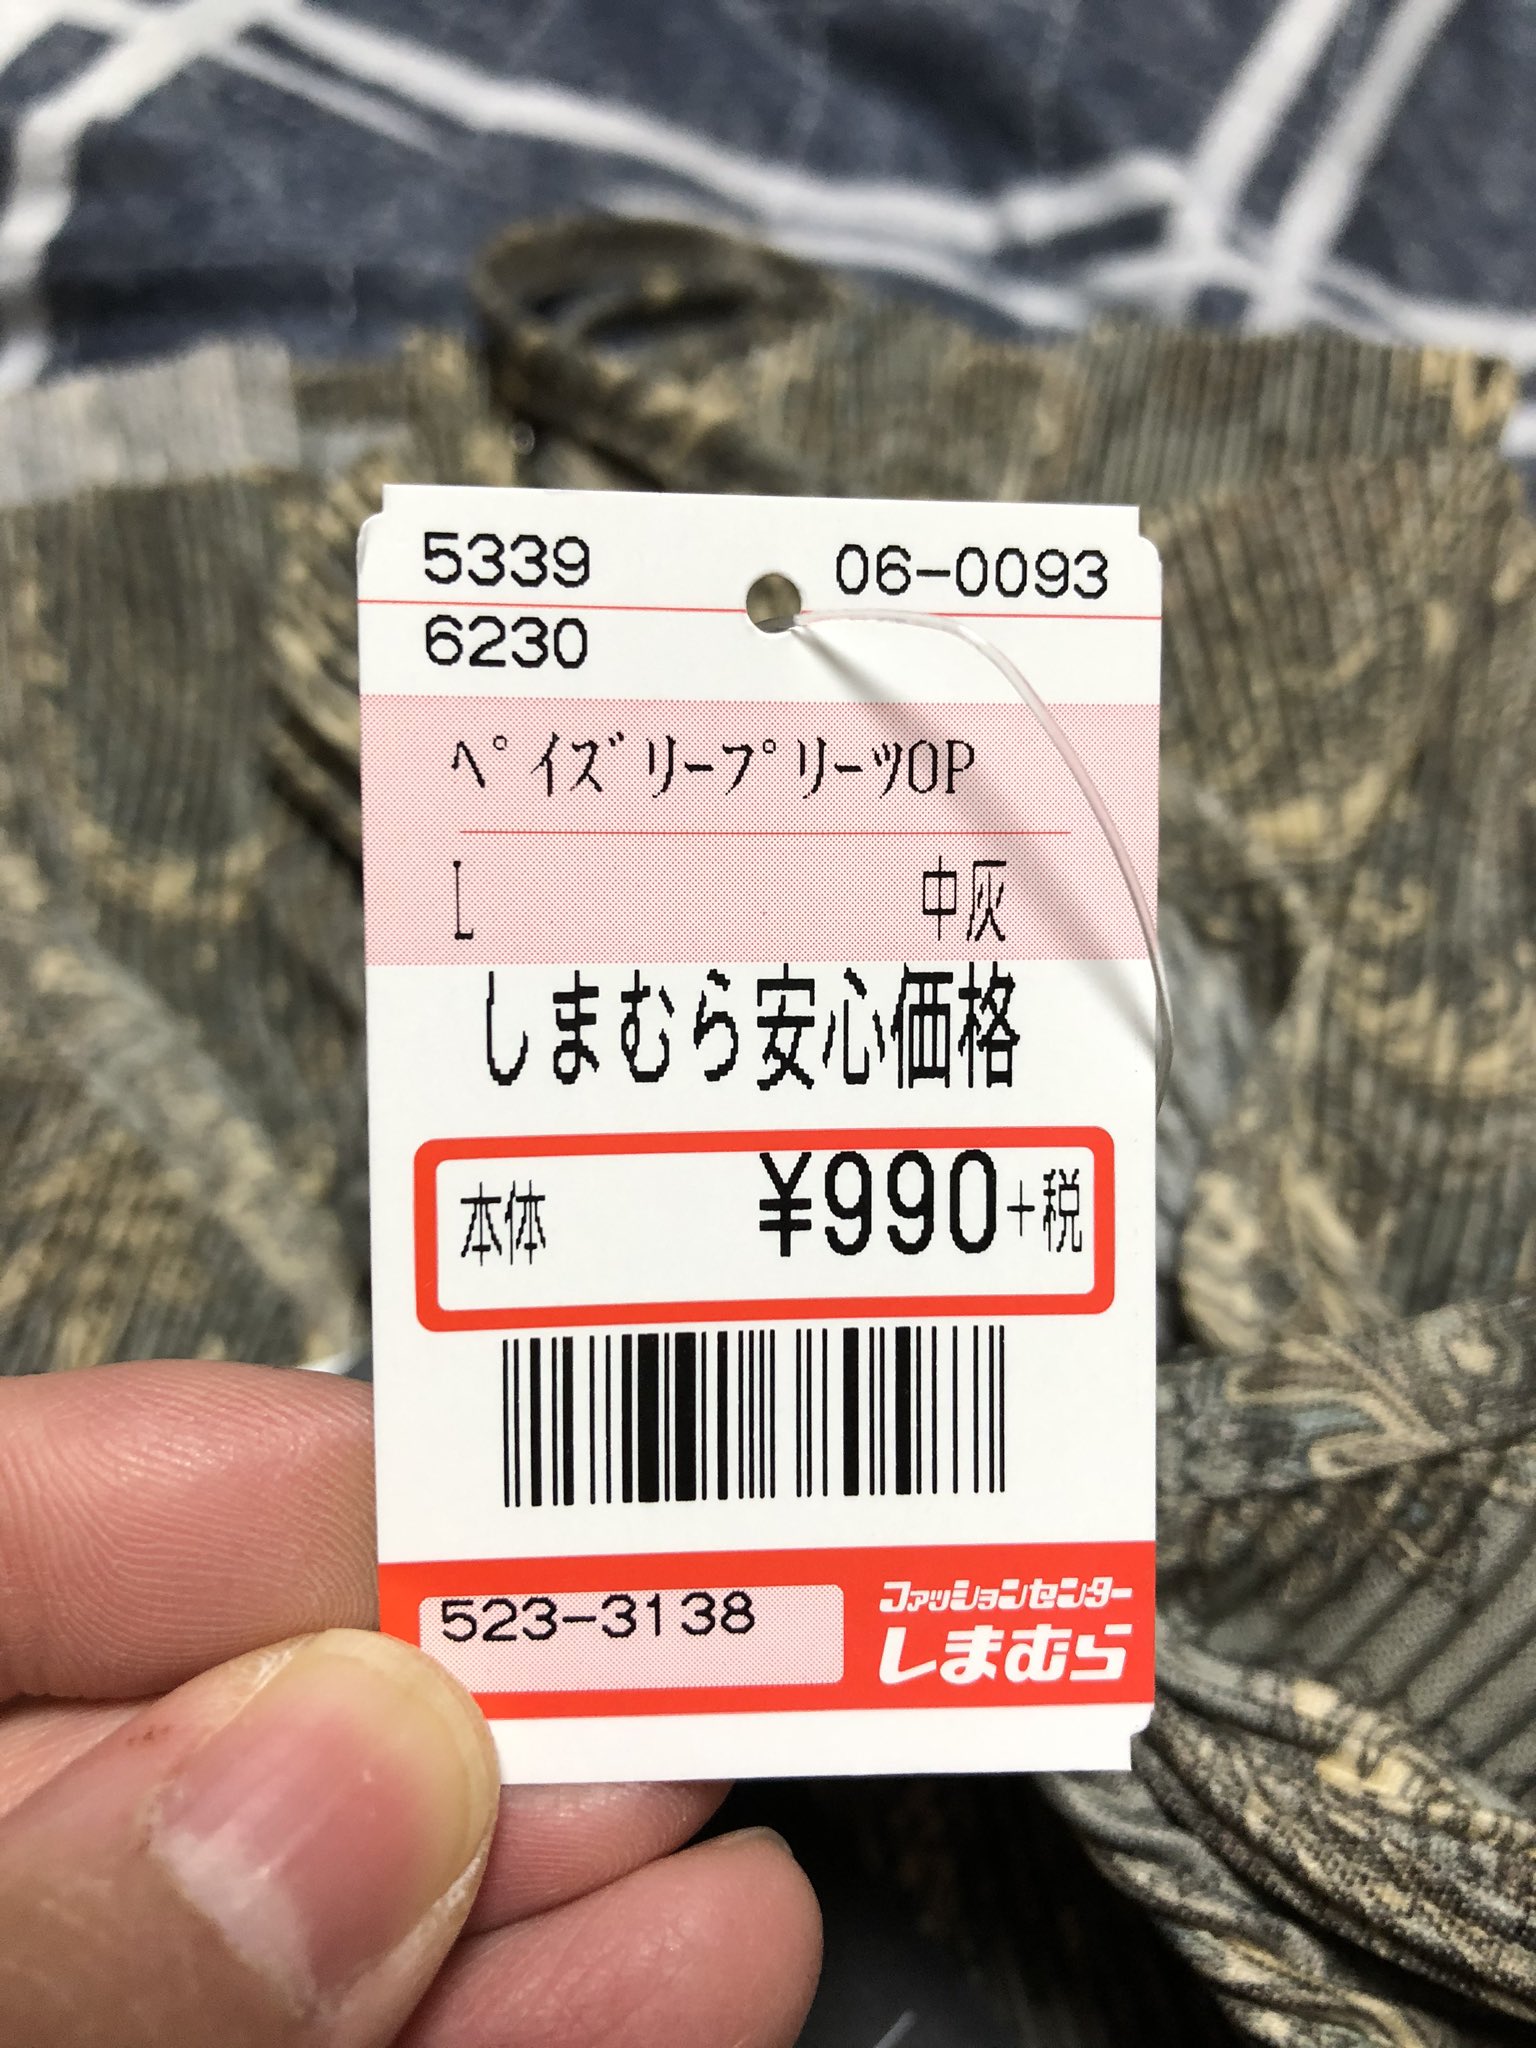 5339 06-0093
6230
ﾍﾟｲｽﾞﾘｰﾌﾟﾘｰﾂOP
L 中灰
しまむら安心価格
本体 ¥990+税
523-3138
ファッションセンター
しまむら